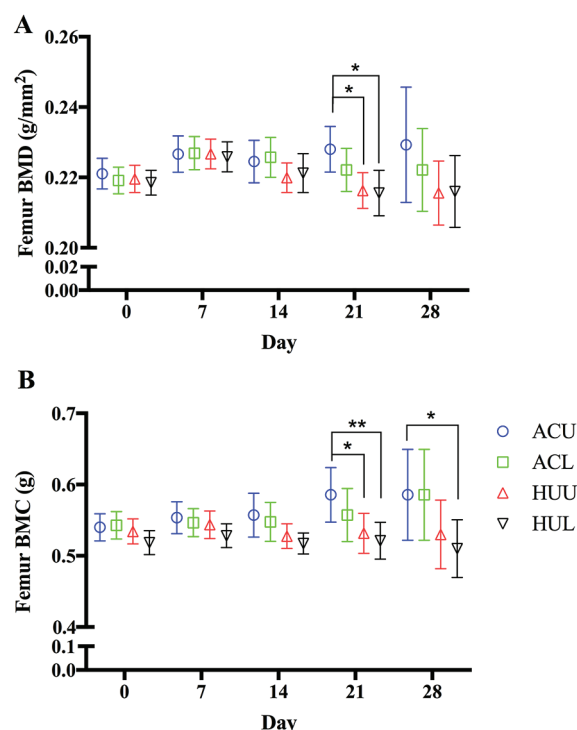 A
Femur BMD (g/mm²)
0.26
0.24
0.22
0.20
0.02
0.00
*
*
0 7 14 21 28
Day
B
Femur BMC (g)
0.7
0.6
0.5
0.4
0.1
0.0
**
*
*
0 7 14 21 28
Day
ACU
ACL
HUU
HUL